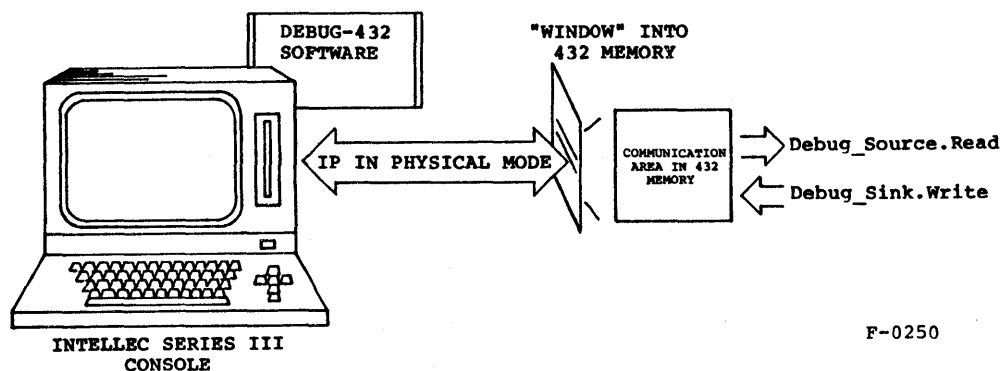 DEBUG-432
SOFTWARE
"WINDOW" INTO
432 MEMORY
IP IN PHYSICAL MODE
COMMUNICATION
AREA IN 432
MEMORY
Debug_Source.Read
Debug_Sink.Write
INTELLEC SERIES III
CONSOLE
F-0250